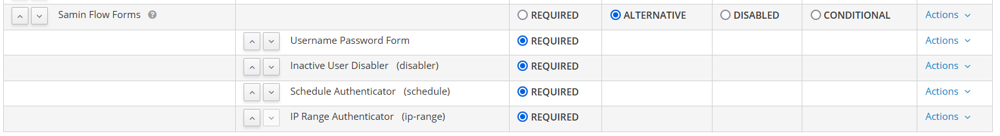 Samin Flow Forms REQUIRED ALTERNATIVE DISABLED CONDITIONAL Actions
Username Password Form REQUIRED Actions
Inactive User Disabler (disabler) REQUIRED Actions
Schedule Authenticator (schedule) REQUIRED Actions
IP Range Authenticator (ip-range) REQUIRED Actions